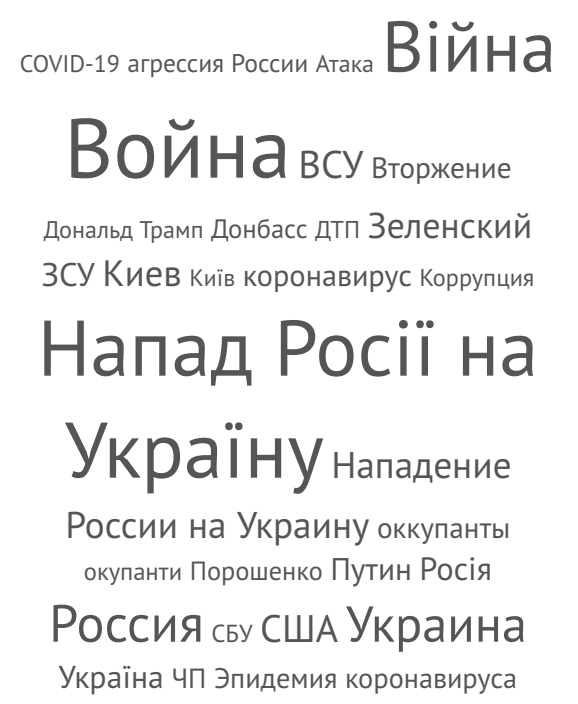 COVID-19 агрессия России Атака Війна
Война ВСУ Вторжение
Дональд Трамп Донбасс ДТП Зеленский
ЗСУ Киев Київ коронавирус Коррупция
Напад Росії на
Україну Нападение
России на Украину оккупанты
окупанти Порошенко Путин Росія
Россия СБУ США Украина
Україна ЧП Эпидемия коронавируса